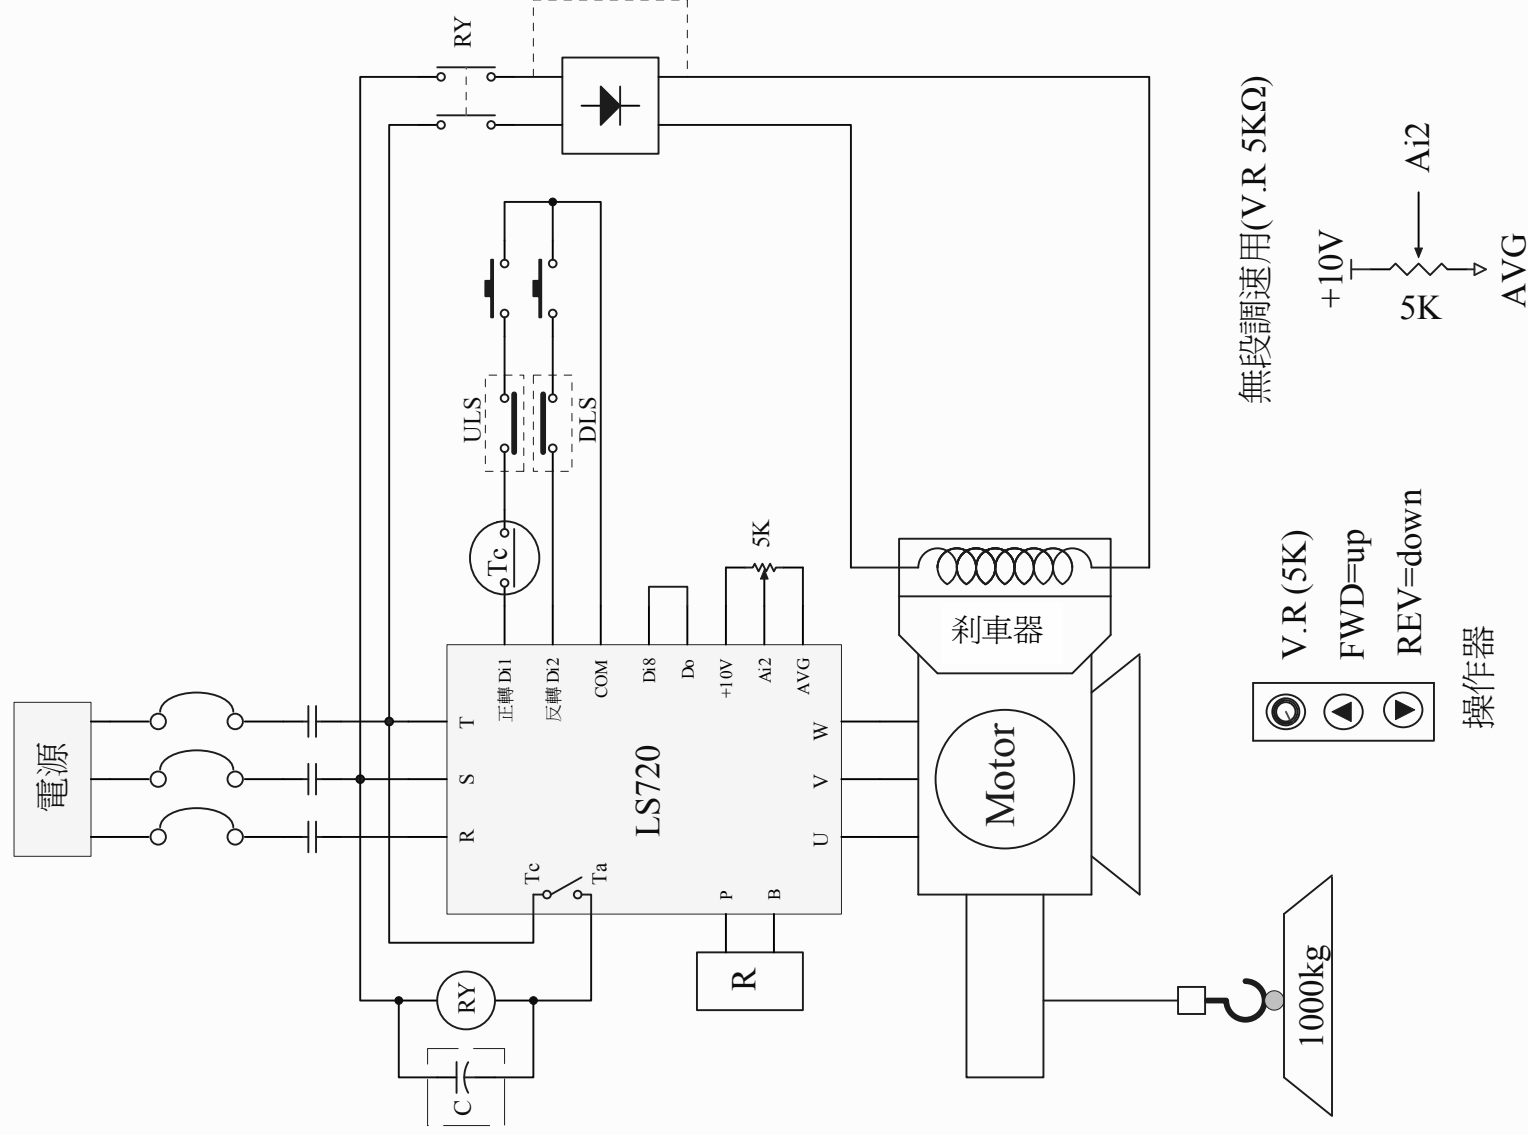 電源
RY
C
RY
R
S
T
Tc
Ta
正轉 Di1
反轉 Di2
COM
Di8
Do
+10V
Ai2
AVG
LS720
P
B
U
V
W
R
Tc
ULS
DLS
5K
剎車器
Motor
1000kg
V.R (5K)
FWD=up
REV=down
操作器
無段調速用(V.R 5KΩ)
+10V
5K
Ai2
AVG